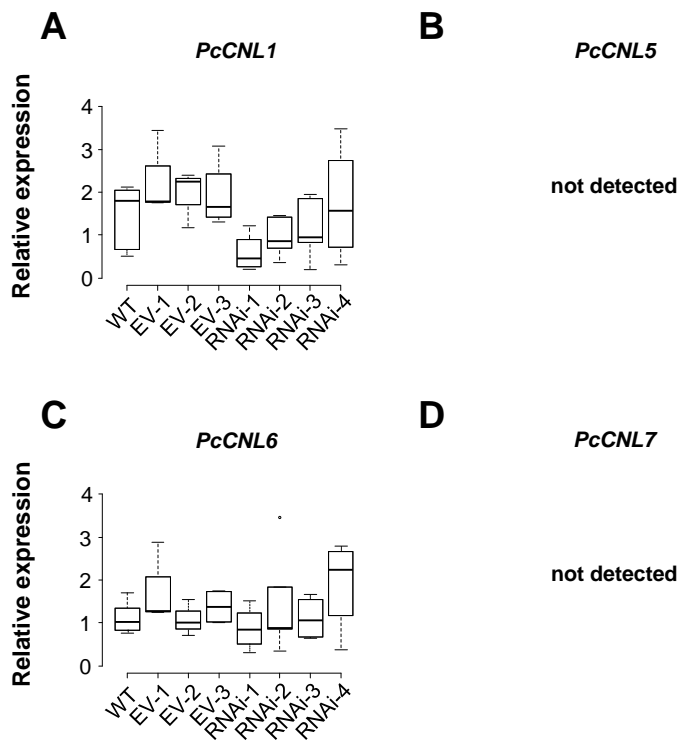 A
PcCNL1
Relative expression
4
3
2
1
0
WT
EV-1
EV-2
EV-3
RNAi-1
RNAi-2
RNAi-3
RNAi-4
B
PcCNL5
not detected
C
PcCNL6
Relative expression
4
3
2
1
0
WT
EV-1
EV-2
EV-3
RNAi-1
RNAi-2
RNAi-3
RNAi-4
D
PcCNL7
not detected